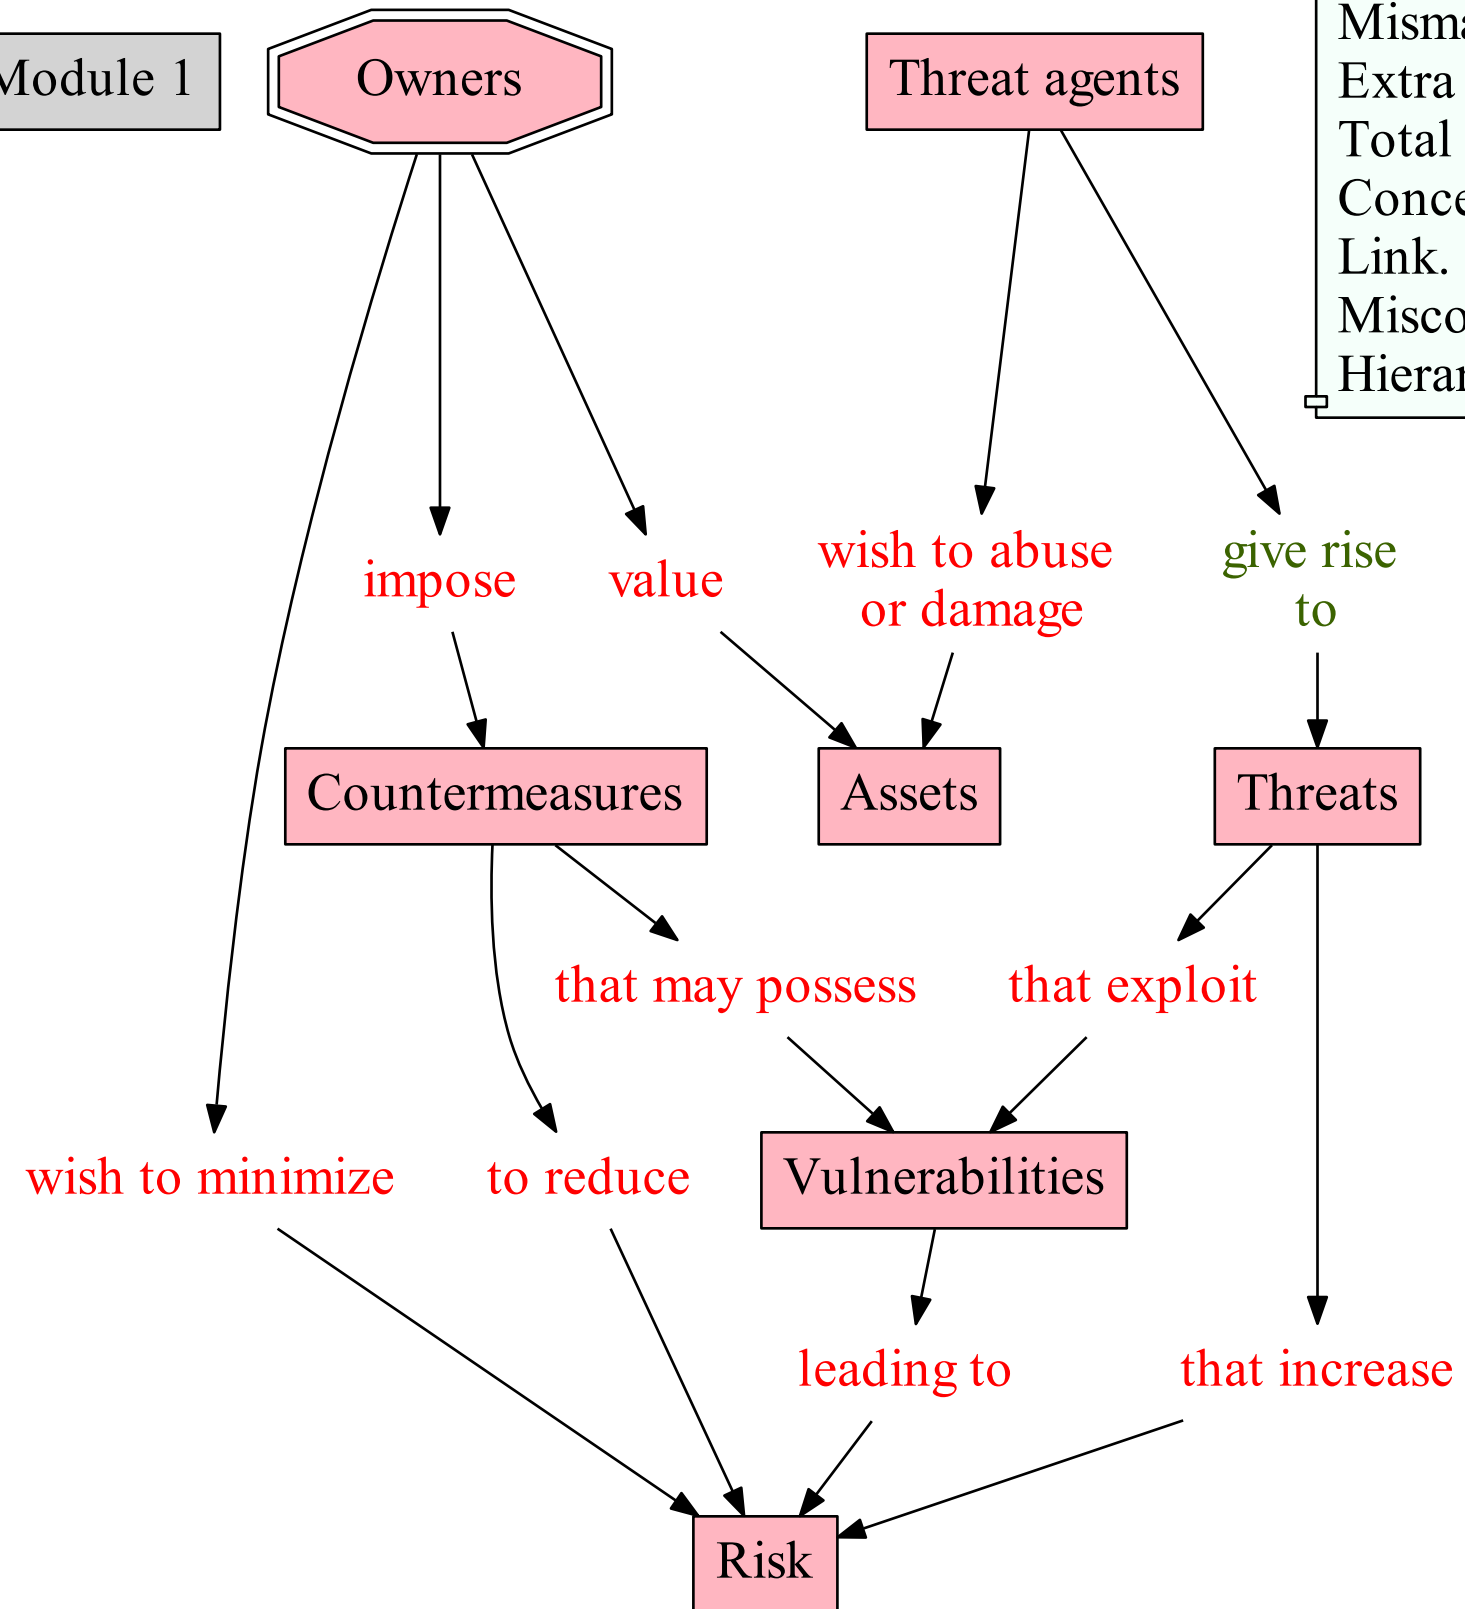 Module 1
Owners
Threat agents
Extra
Total
Link.
impose
value
wish to abuse
or damage
give rise
to
Countermeasures
Assets
Threats
that may possess
that exploit
wish to minimize
to reduce
Vulnerabilities
leading to
that increase
Risk